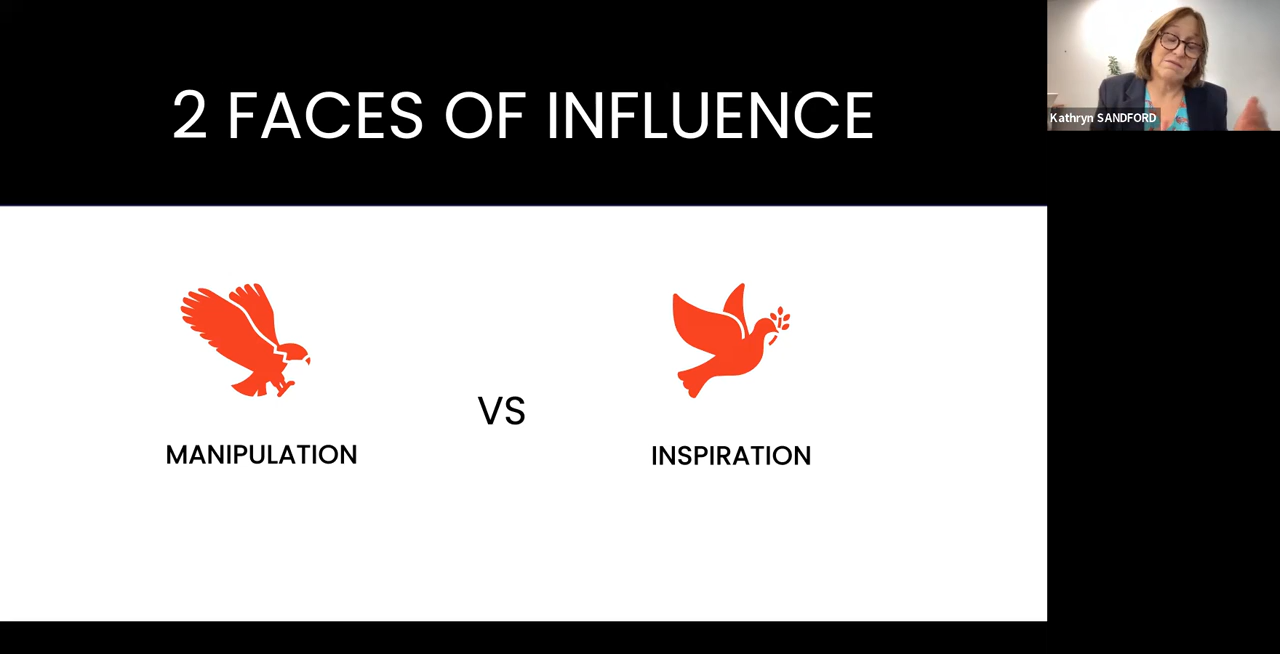 2 FACES OF INFLUENCE
Kathryn SANDFORD
VS
MANIPULATION
INSPIRATION